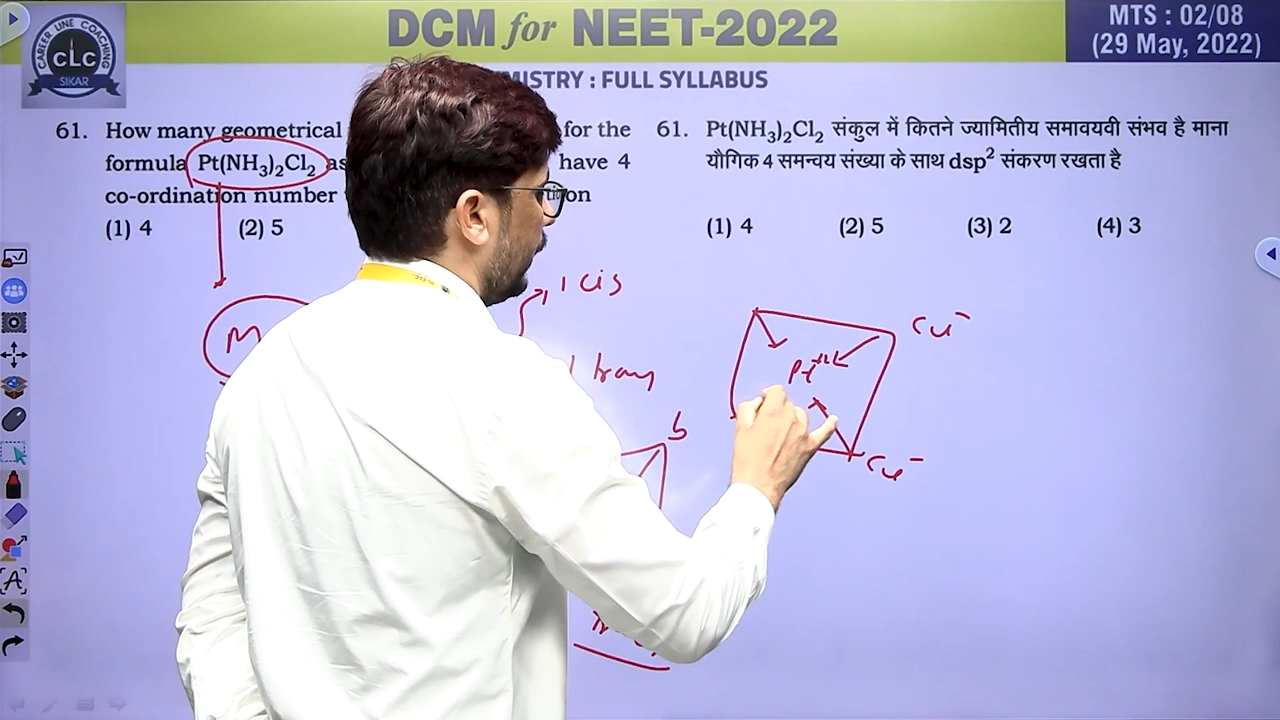 DCM for NEET-2022
MTS : 02/08
(29 May, 2022)
CAREER LINE COACHING
CLC
SIKAR
MISTRY : FULL SYLLABUS
61. How many geometrical for the
formula Pt(NH₃)₂Cl₂ as have 4
co-ordination number
(1) 4 (2) 5
61. Pt(NH₃)₂Cl₂ संकुल में कितने ज्यामितीय समावयवी संभव है माना
यौगिक 4 समन्वय संख्या के साथ dsp² संकरण रखता है
(1) 4 (2) 5 (3) 2 (4) 3
M
1 cis
b
Pt⁺²
A